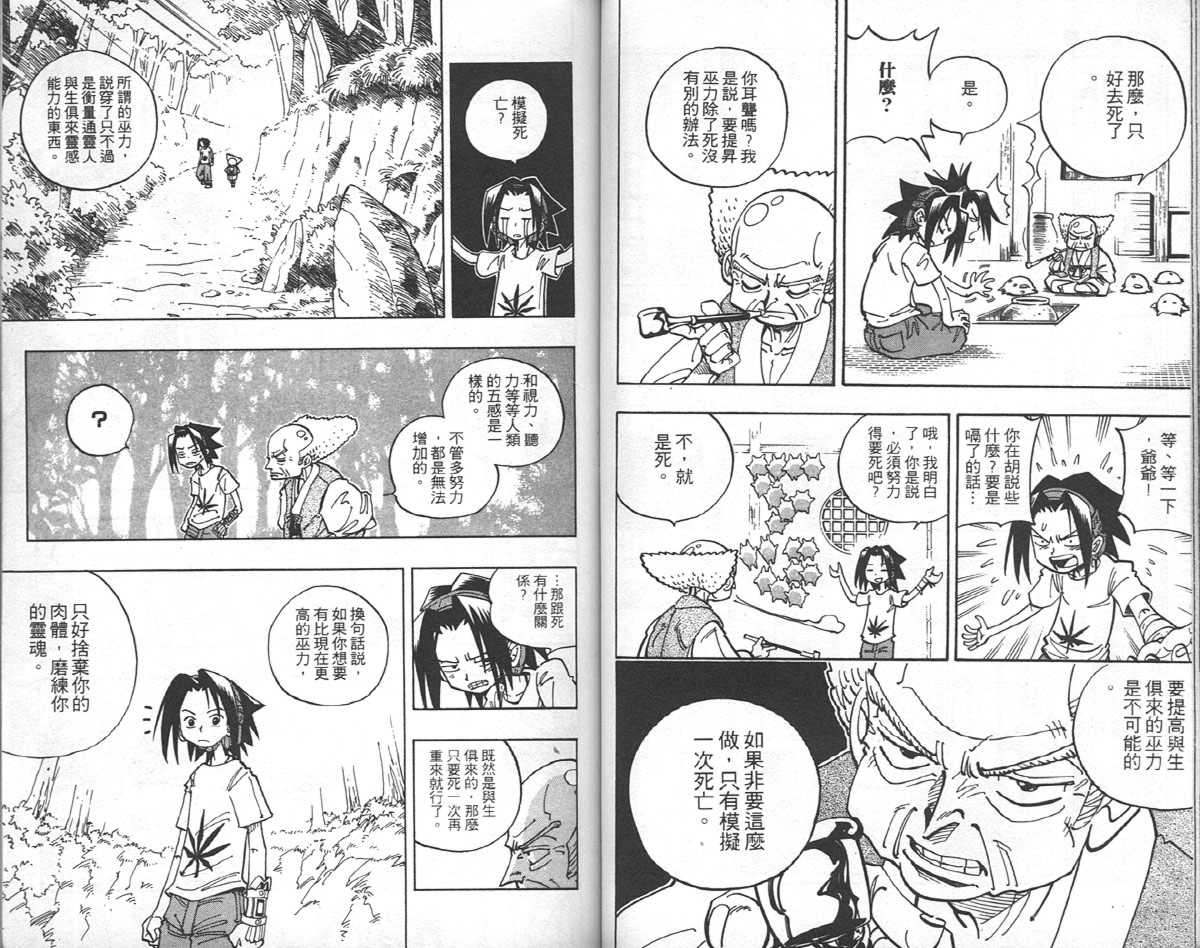 那麼，只
好去死了
。
是。
什麼？
你耳聾嗎？我
是說，要提昇
巫力除了死沒
有別的辦法。
等、等一下
，爺爺！
你在胡說些
什麼？要是
嗝了的話…
哦，我明白
了，你是說
，必須努力
得要死吧？
不，就
是死。
要提高與生
俱來的巫力
是不可能的
。
如果非要這麼
做，只有模擬
一次死亡。
模擬死
亡？
所謂的巫力，
說穿了只不過
是衡量通靈人
與生俱來靈感
能力的東西。
和視力、聽
力等等人類
的五感是一
樣的。
不管多努力
，都是無法
增加的。
？
…那跟死
有什麼關
係？
既然是與生
俱來的，那麼
只要死一次再
重來就行了。
換句話說，
如果你想要
有比現在更
高的巫力，
只好捨棄你的
肉體，磨練你
的靈魂。